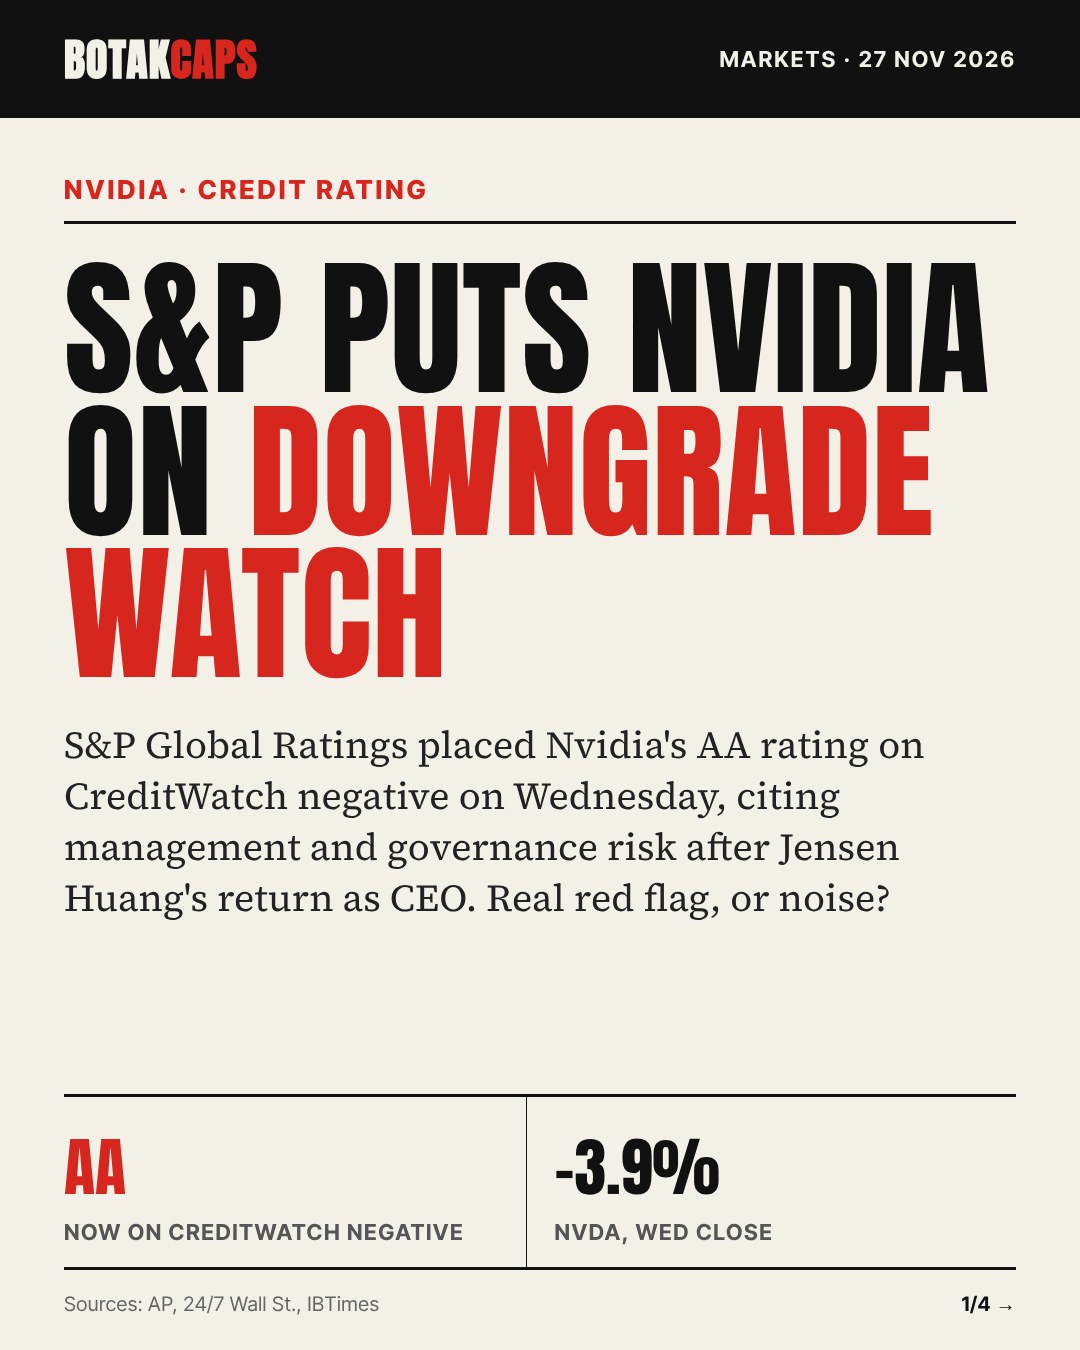 BOTAKCAPS
MARKETS · 27 NOV 2026
NVIDIA · CREDIT RATING
S&P PUTS NVIDIA
ON DOWNGRADE
WATCH
S&P Global Ratings placed Nvidia's AA rating on
CreditWatch negative on Wednesday, citing
management and governance risk after Jensen
Huang's return as CEO. Real red flag, or noise?
AA
NOW ON CREDITWATCH NEGATIVE
-3.9%
NVDA, WED CLOSE
Sources: AP, 24/7 Wall St., IBTimes
1/4 →